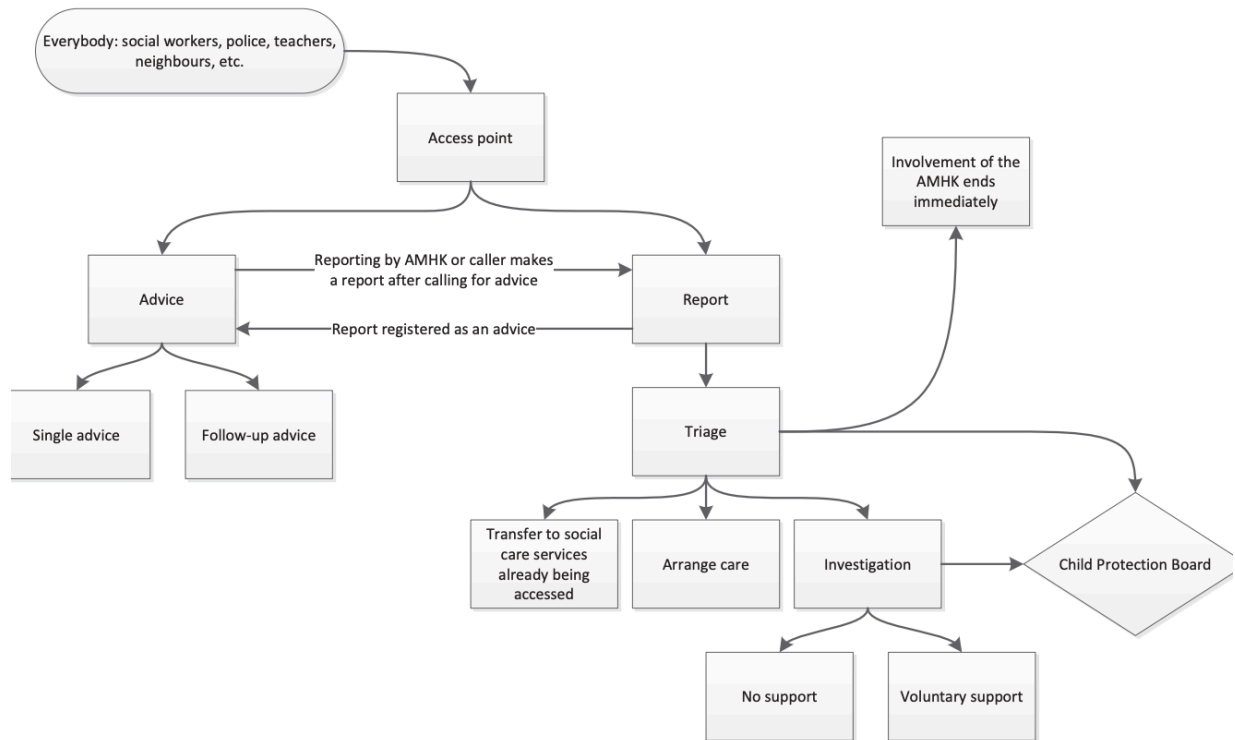 Everybody: social workers, police, teachers,
neighbours, etc.
Access point
Involvement of the
AMHK ends
immediately
Reporting by AMHK or caller makes
a report after calling for advice
Advice
Report
Report registered as an advice
Single advice
Follow-up advice
Triage
Transfer to social
care services
already being
accessed
Arrange care
Investigation
Child Protection Board
No support
Voluntary support